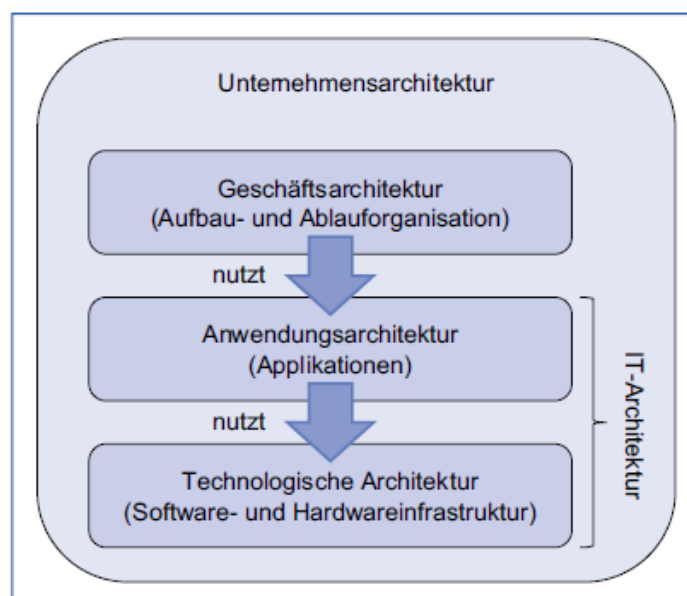 Unternehmensarchitektur
Geschäftsarchitektur
(Aufbau- und Ablauforganisation)
nutzt
Anwendungsarchitektur
(Applikationen)
nutzt
Technologische Architektur
(Software- und Hardwareinfrastruktur)
IT-Architektur